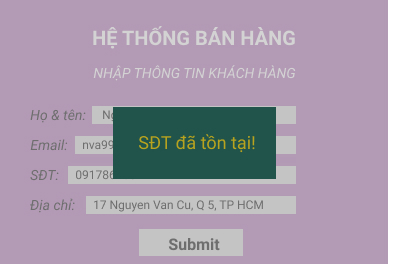 HỆ THỐNG BÁN HÀNG
NHẬP THÔNG TIN KHÁCH HÀNG
Họ & tên:
Email: nva99
SĐT đã tồn tại!
SĐT: 09178
Địa chỉ: 17 Nguyen Van Cu, Q 5, TP HCM
Submit